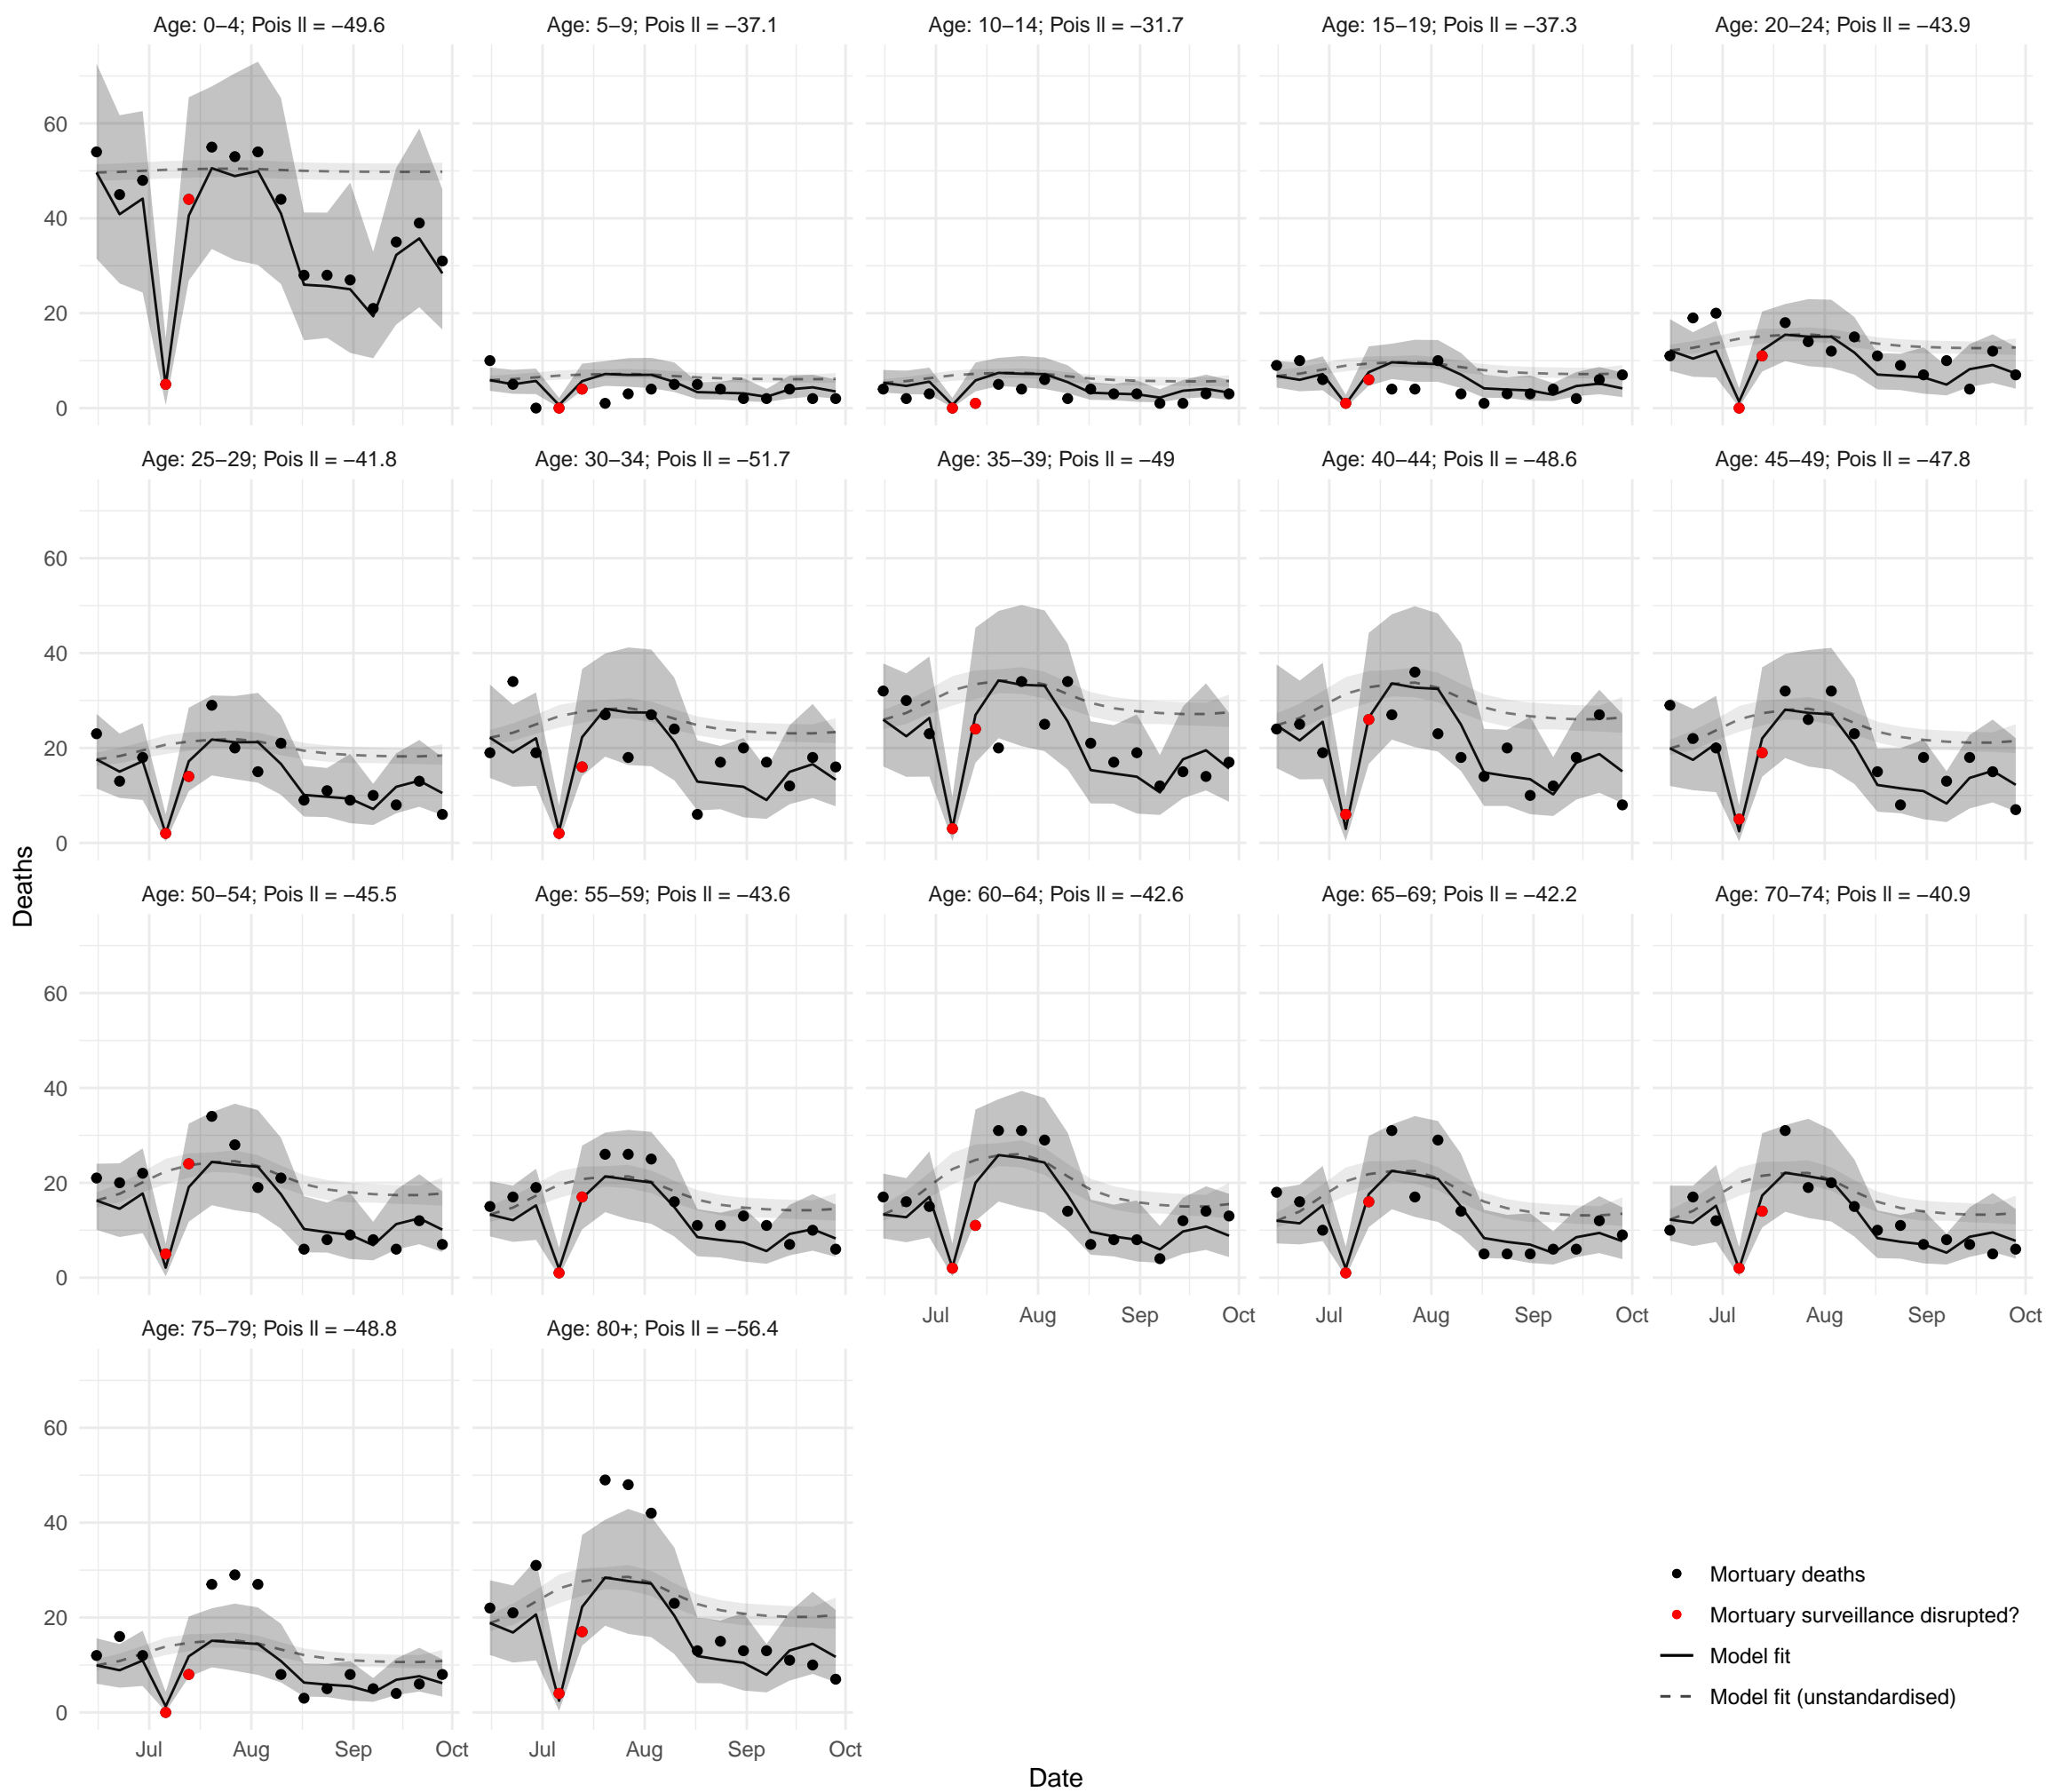 Age: 0−4; Pois ll = −49.6
Age: 5−9; Pois ll = −37.1
Age: 10−14; Pois ll = −31.7
Age: 15−19; Pois ll = −37.3
Age: 20−24; Pois ll = −43.9
60
40
20
0
Age: 25−29; Pois ll = −41.8
Age: 30−34; Pois ll = −51.7
Age: 35−39; Pois ll = −49
Age: 40−44; Pois ll = −48.6
Age: 45−49; Pois ll = −47.8
60
40
20
0
Deaths
Age: 50−54; Pois ll = −45.5
Age: 55−59; Pois ll = −43.6
Age: 60−64; Pois ll = −42.6
Age: 65−69; Pois ll = −42.2
Age: 70−74; Pois ll = −40.9
60
40
20
0
Jul Aug Sep Oct
Jul Aug Sep Oct
Jul Aug Sep Oct
Age: 75−79; Pois ll = −48.8
Age: 80+; Pois ll = −56.4
60
40
20
0
Jul Aug Sep Oct
Jul Aug Sep Oct
Mortuary deaths
Mortuary surveillance disrupted?
Model fit
Model fit (unstandardised)
Date